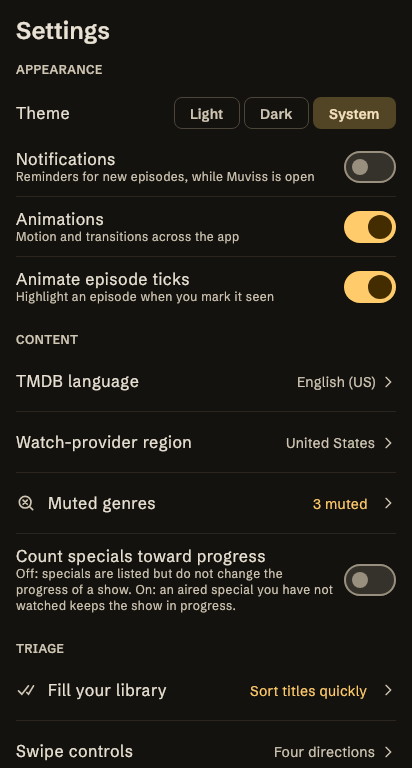 Settings
APPEARANCE
Theme
Light
Dark
System
Notifications
Reminders for new episodes, while Muviss is open
Animations
Motion and transitions across the app
Animate episode ticks
Highlight an episode when you mark it seen
CONTENT
TMDB language
English (US)
Watch-provider region
United States
Muted genres
3 muted
Count specials toward progress
Off: specials are listed but do not change the
progress of a show. On: an aired special you have not
watched keeps the show in progress.
TRIAGE
Fill your library
Sort titles quickly
Swipe controls
Four directions